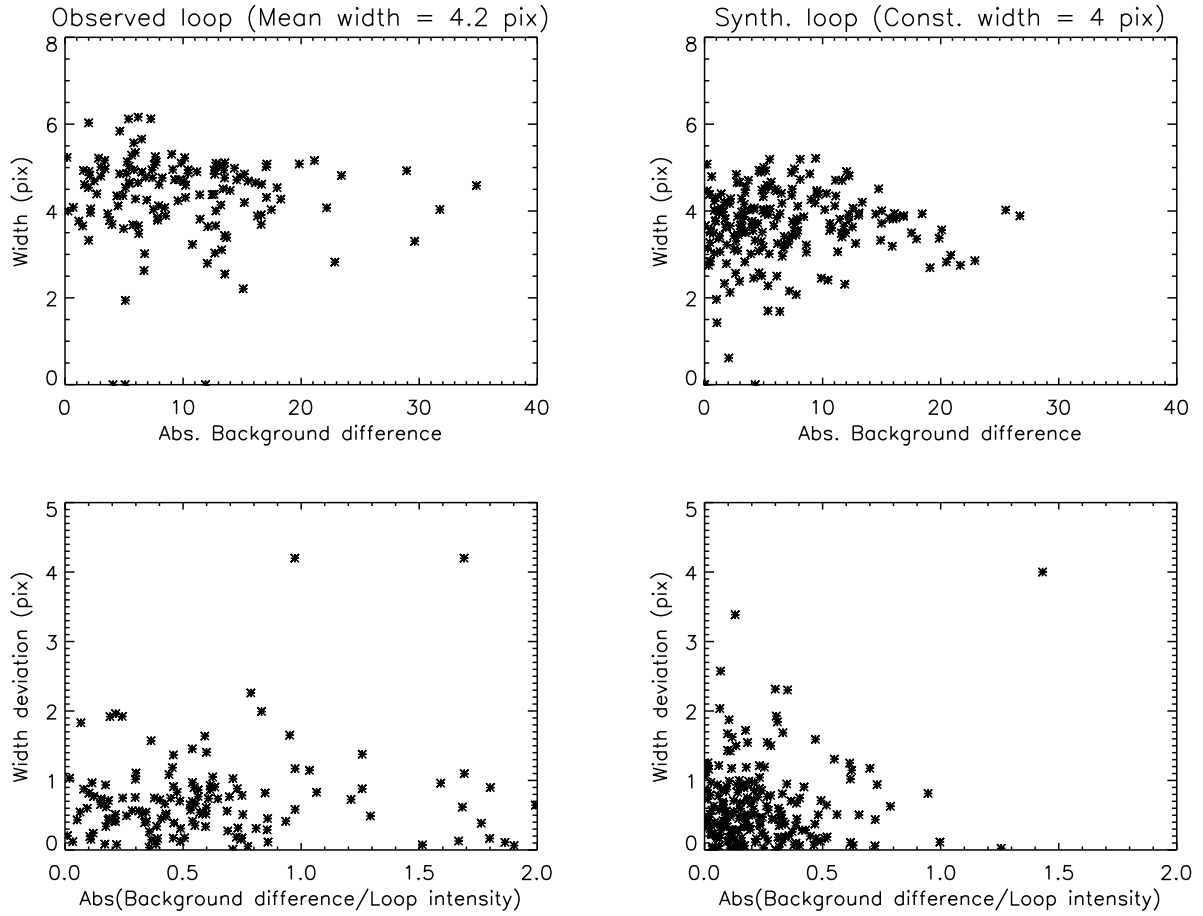 Observed loop (Mean width = 4.2 pix)
8
6
4
2
0
Width (pix)
0 10 20 30 40
Abs. Background difference
Synth. loop (Const. width = 4 pix)
8
6
4
2
0
Width (pix)
0 10 20 30 40
Abs. Background difference
5
4
3
2
1
0
Width deviation (pix)
0.0 0.5 1.0 1.5 2.0
Abs(Background difference/Loop intensity)
5
4
3
2
1
0
Width deviation (pix)
0.0 0.5 1.0 1.5 2.0
Abs(Background difference/Loop intensity)